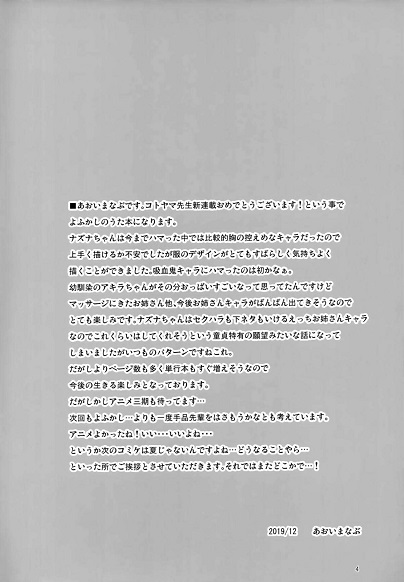 ■あおいまなぶです。コトヤマ先生新連載おめでとうございます！という事で
よふかしのうた本になります。
ナズナちゃんは今までハマった中では比較的胸の控えめなキャラだったので
上手く描けるか不安でしたが服のデザインがとてもすばらしく気持ちよく
描くことができました。吸血鬼キャラにハマったのは初かなぁ。
幼馴染のアキラちゃんがその分おっぱいすごいなって思ってたんですけど
マッサージにきたお姉さん他、今後お姉さんキャラがばんばん出てきそうなので
とても楽しみです。ナズナちゃんはセクハラも下ネタもいけるえっちお姉さんキャラ
なのでこれくらいはしてくれそうという童貞特有の願望みたいな話になって
しまいましたがいつものパターンですねこれ。
だがしよりページ数も多く単行本もすぐ増えそうなので
今後の生きる楽しみとなっております。
だがしかしアニメ三期も待ってます…
次回もよふかし…よりも一度手品先輩をはさもうかなとも考えています。
アニメよかったね！いい・・・いいよね・・・
というか次のコミケは夏じゃないんですよね…どうなることやら…
といった所でご挨拶とさせていただきます。それではまたどこかで…！
2019/12　あおいまなぶ
4